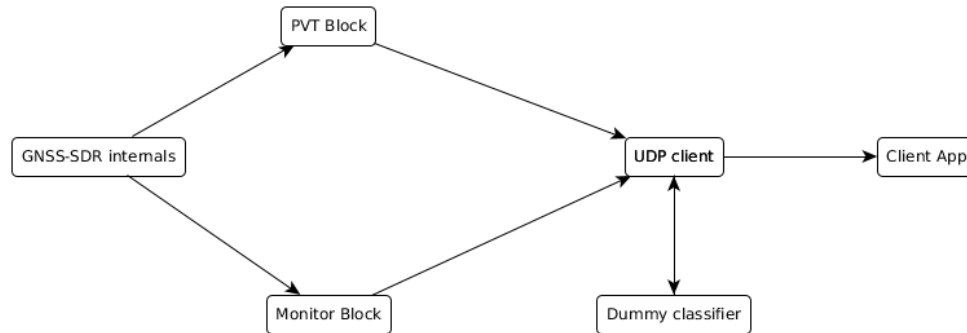 PVT Block
GNSS-SDR internals
UDP client
Client App
Monitor Block
Dummy classifier